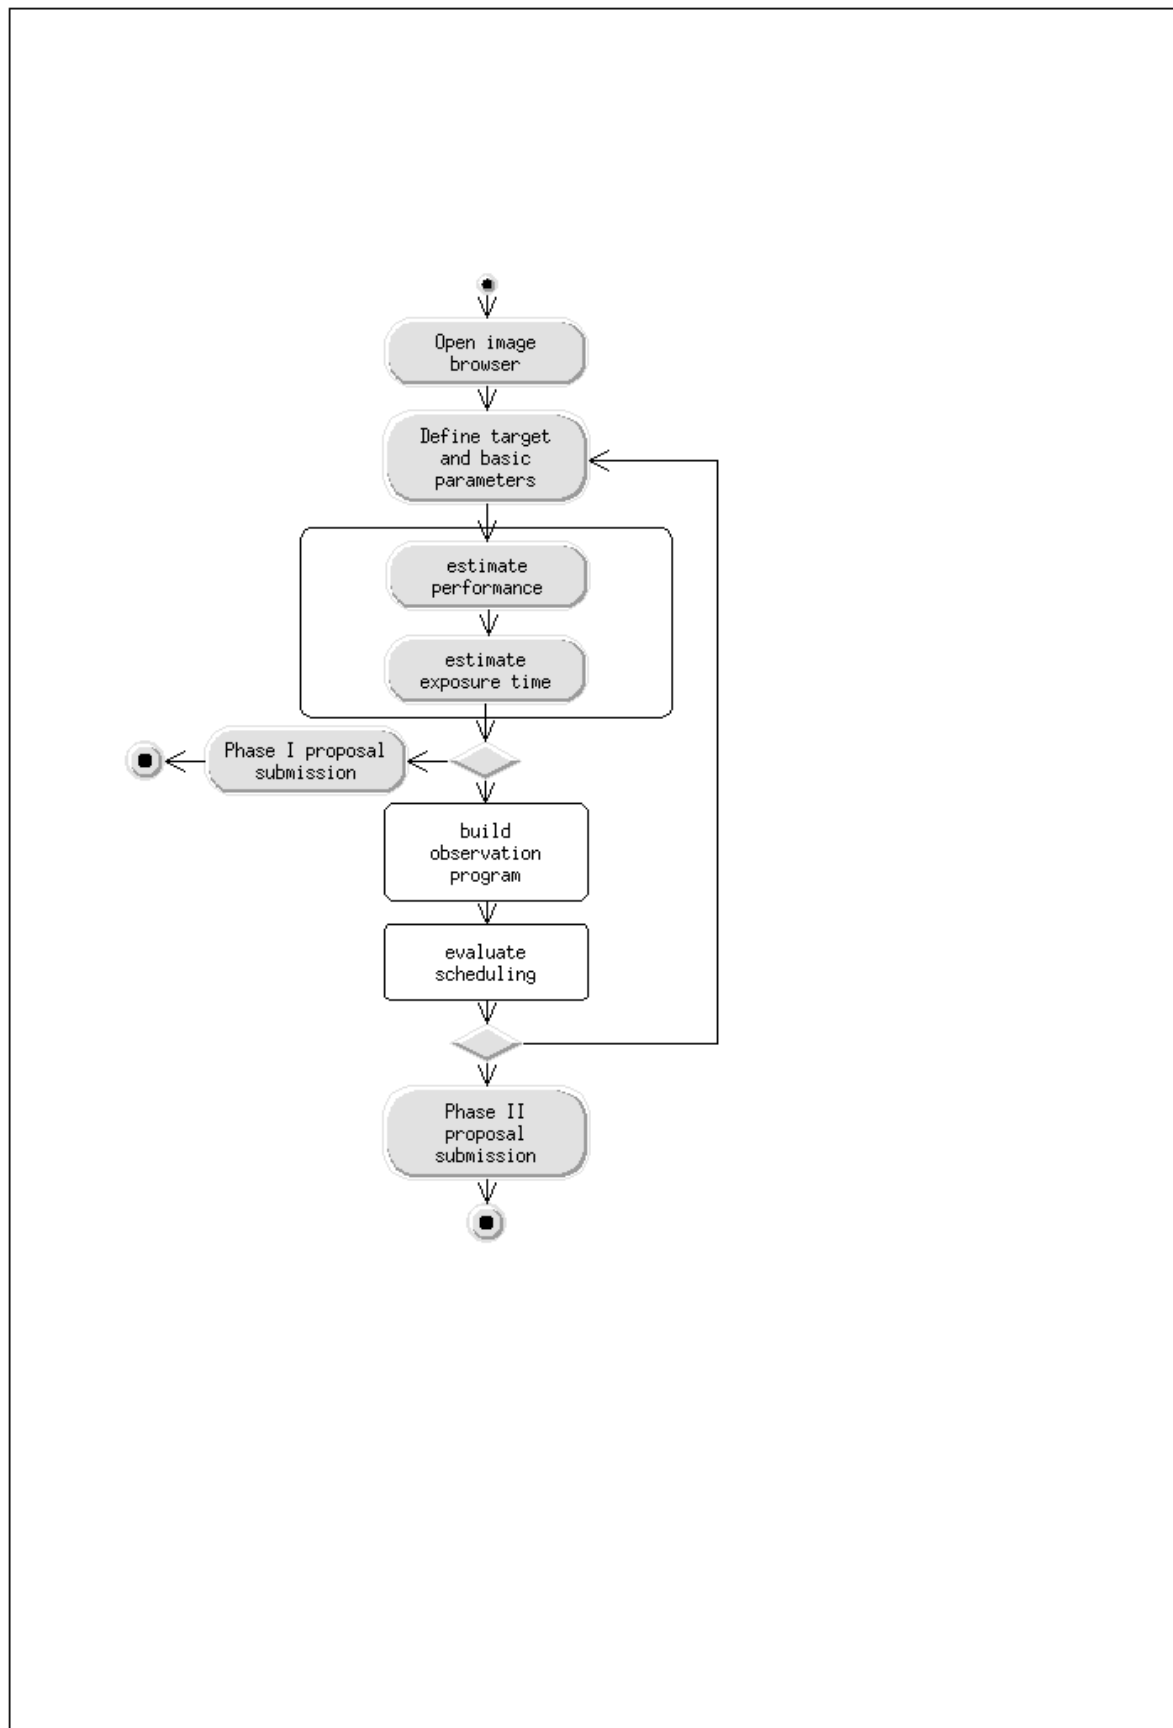 Open image
browser
Define target
and basic
parameters
estimate
performance
estimate
exposure time
Phase I proposal
submission
build
observation
program
evaluate
scheduling
Phase II
proposal
submission